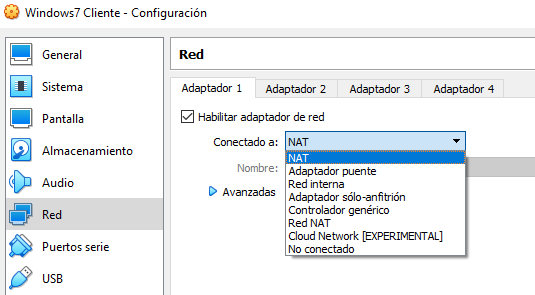 Windows7 Cliente - Configuración
General
Sistema
Pantalla
Almacenamiento
Audio
Red
Puertos serie
USB
Red
Adaptador 1 Adaptador 2 Adaptador 3 Adaptador 4
Habilitar adaptador de red
Conectado a: NAT
Nombre:
Avanzadas
NAT
Adaptador puente
Red interna
Adaptador sólo-anfitrión
Controlador genérico
Red NAT
Cloud Network [EXPERIMENTAL]
No conectado